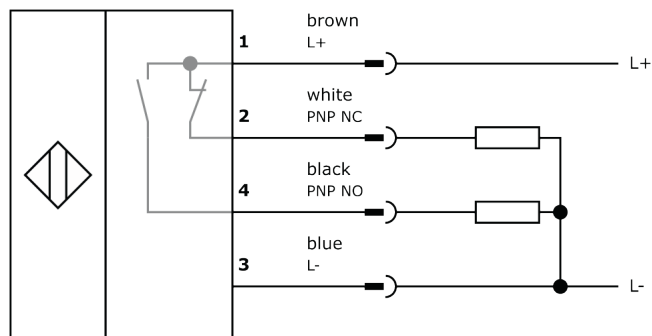 brown
1 L+ L+
white
2 PNP NC
black
4 PNP NO
blue
3 L- L-